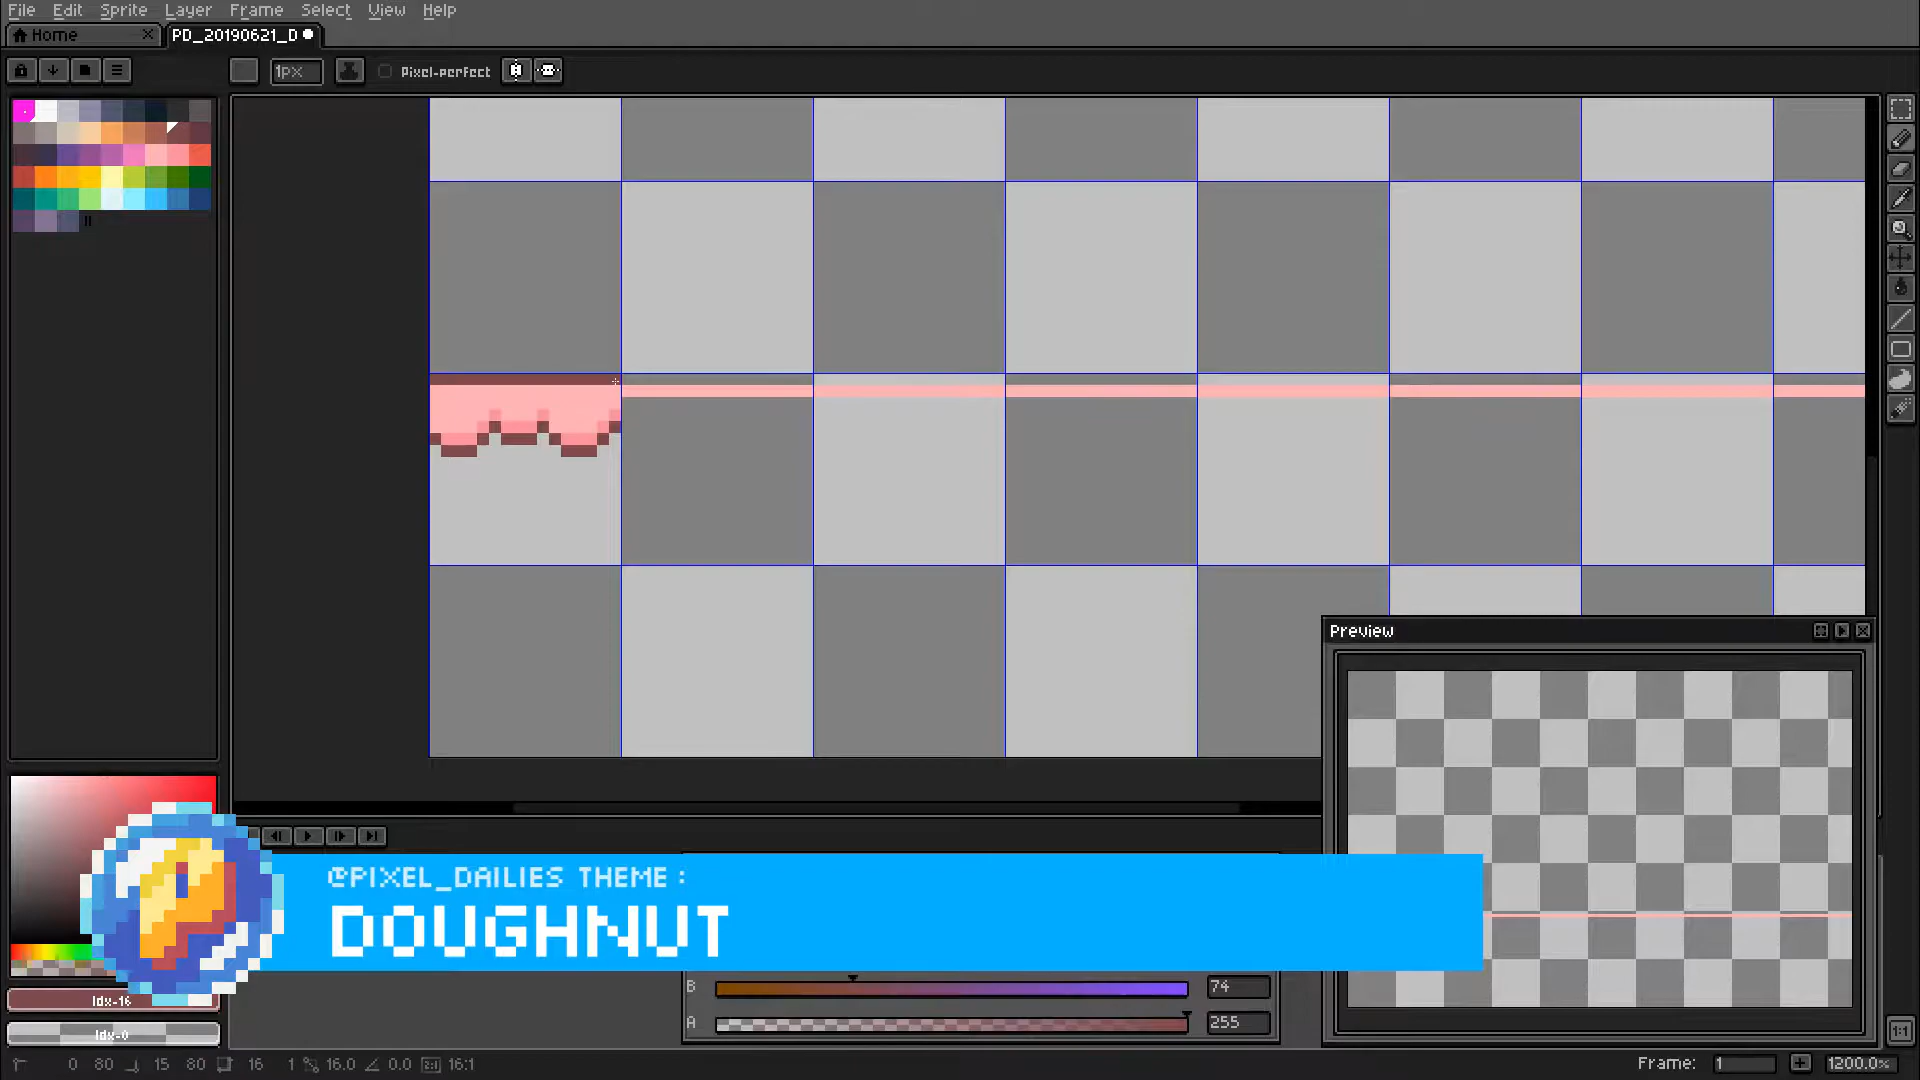 File Edit Sprite Layer Frame Select View Help
Home PD_20190621_D
1px Pixel-perfect
Preview
@PIXEL_DAILIES THEME :
DOUGHNUT
B 74
Idx-16
A 255
Idx-0
0 80 15 80 16 1 16.0 0.0 16:1 Frame: 1 1200.0%
1:1